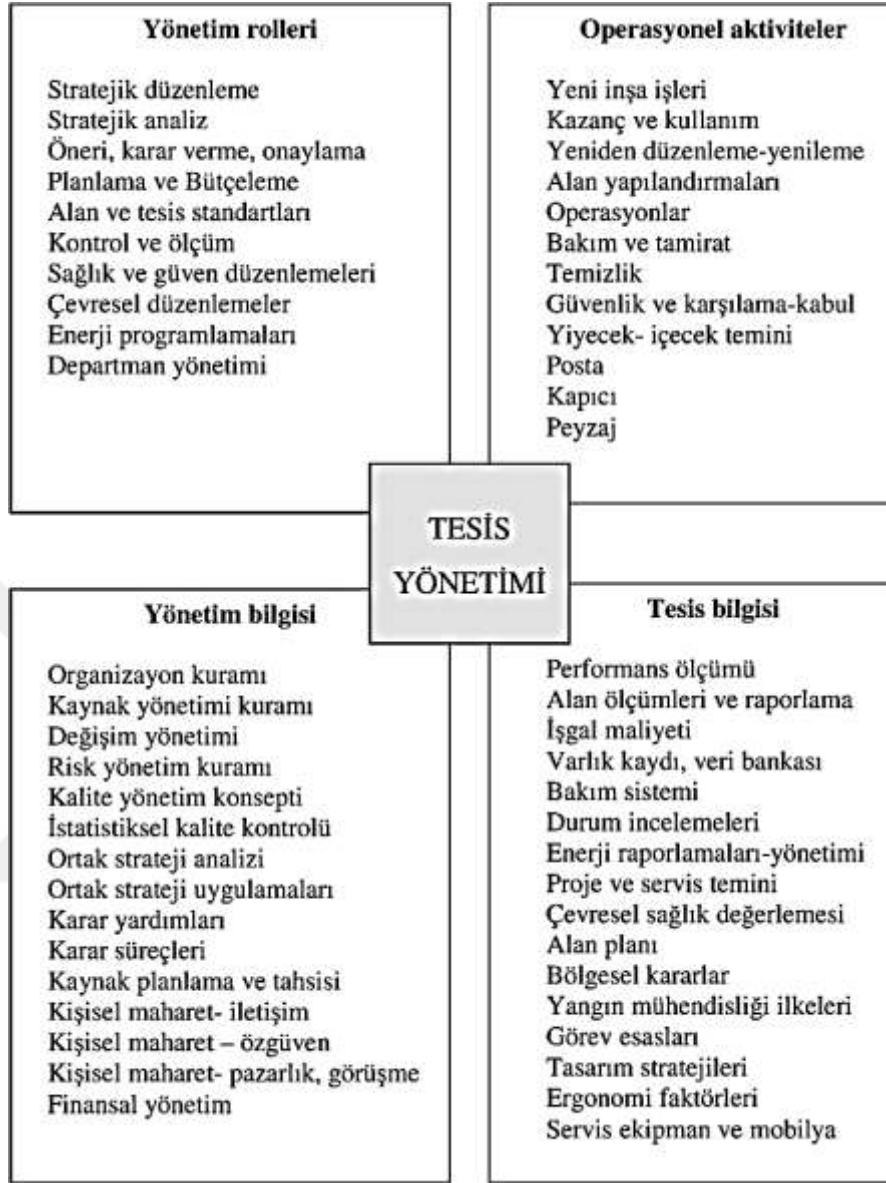 Yönetim rolleri
Stratejik düzenleme
Stratejik analiz
Öneri, karar verme, onaylama
Planlama ve Bütçeleme
Alan ve tesis standartları
Kontrol ve ölçüm
Sağlık ve güven düzenlemeleri
Çevresel düzenlemeler
Enerji programlamaları
Departman yönetimi
Operasyonel aktiviteler
Yeni inşa işleri
Kazanç ve kullanım
Yeniden düzenleme-yenileme
Alan yapılandırmaları
Operasyonlar
Bakım ve tamirat
Temizlik
Güvenlik ve karşılama-kabul
Yiyecek- içecek temini
Posta
Kapıcı
Peyzaj
TESİS
YÖNETİMİ
Yönetim bilgisi
Organizayon kuramı
Kaynak yönetimi kuramı
Değişim yönetimi
Risk yönetim kuramı
Kalite yönetim konsepti
İstatistiksel kalite kontrolü
Ortak strateji analizi
Ortak strateji uygulamaları
Karar yardımları
Karar süreçleri
Kaynak planlama ve tahsisi
Kişisel maharet- iletişim
Kişisel maharet – özgüven
Kişisel maharet- pazarlık, görüşme
Finansal yönetim
Tesis bilgisi
Performans ölçümü
Alan ölçümleri ve raporlama
İşgal maliyeti
Varlık kaydı, veri bankası
Bakım sistemi
Durum incelemeleri
Enerji raporlamaları-yönetimi
Proje ve servis temini
Çevresel sağlık değerlemesi
Alan planı
Bölgesel kararlar
Yangın mühendisliği ilkeleri
Görev esasları
Tasarım stratejileri
Ergonomi faktörleri
Servis ekipman ve mobilya